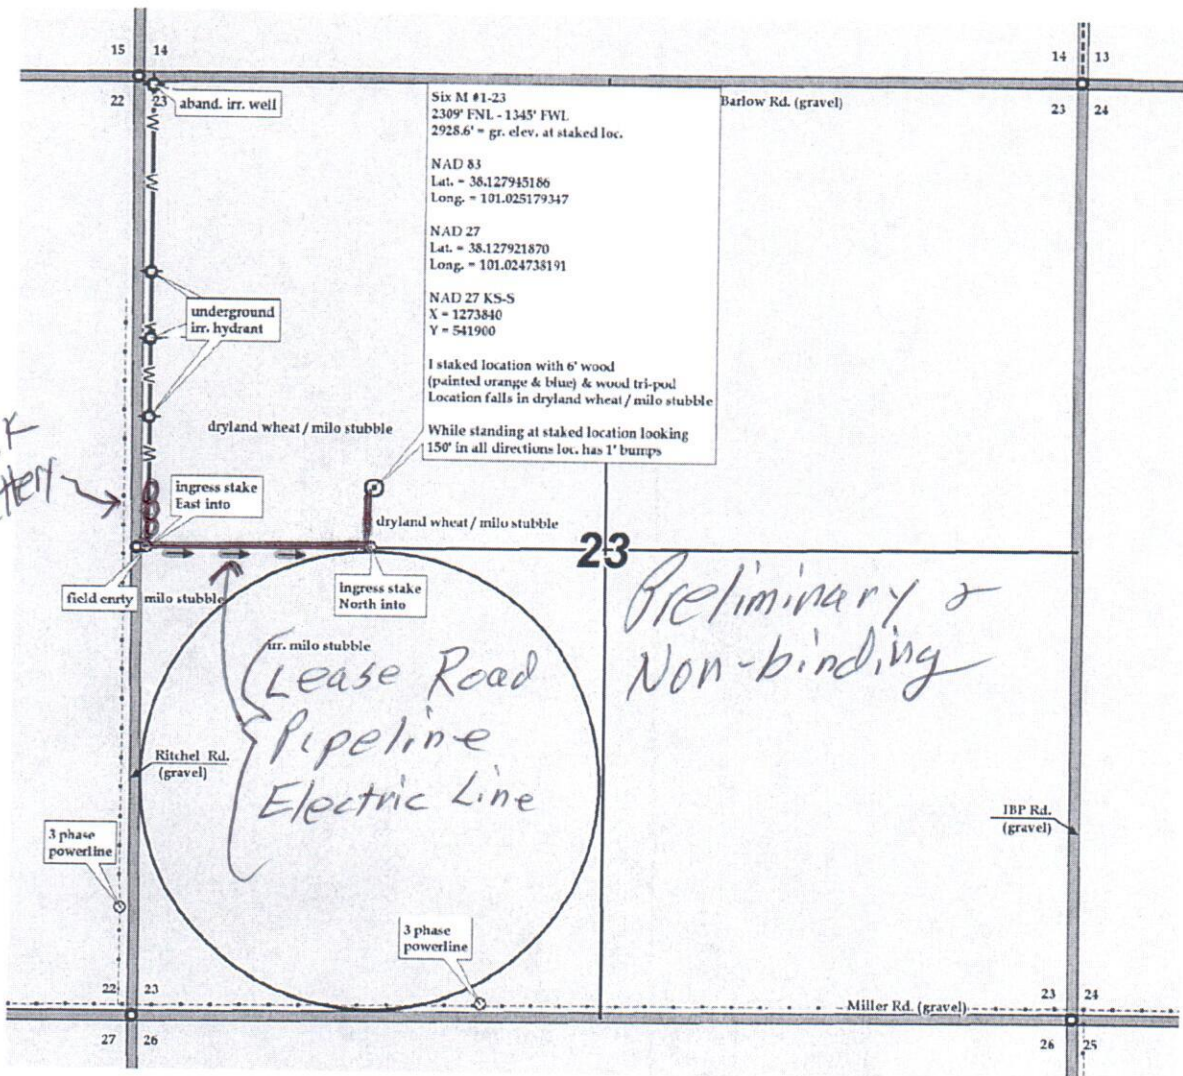 15 14
14 13
22 23
aband. irr. well
Barlow Rd. (gravel)
23 24
Six M #1-23
2309' FNL - 1345' FWL
2928.6' = gr. elev. at staked loc.
NAD 83
Lat. = 38.127945186
Long. = 101.025179347
NAD 27
Lat. = 38.127921870
Long. = 101.024738191
NAD 27 KS-S
X = 1273840
Y = 541900
I staked location with 6' wood
(painted orange & blue) & wood tri-pod
Location falls in dryland wheat / milo stubble
While standing at staked location looking
150' in all directions loc. has 1' bumps
underground
irr. hydrant
dryland wheat / milo stubble
ingress stake
East into
dryland wheat / milo stubble
23
field enrty
milo stubble
ingress stake
North into
Preliminary &
Non-binding
irr. milo stubble
Lease Road
Pipeline
Electric Line
Ritchel Rd.
(gravel)
IBP Rd.
(gravel)
3 phase
powerline
3 phase
powerline
22 23
Miller Rd. (gravel)
23 24
27 26
26 25